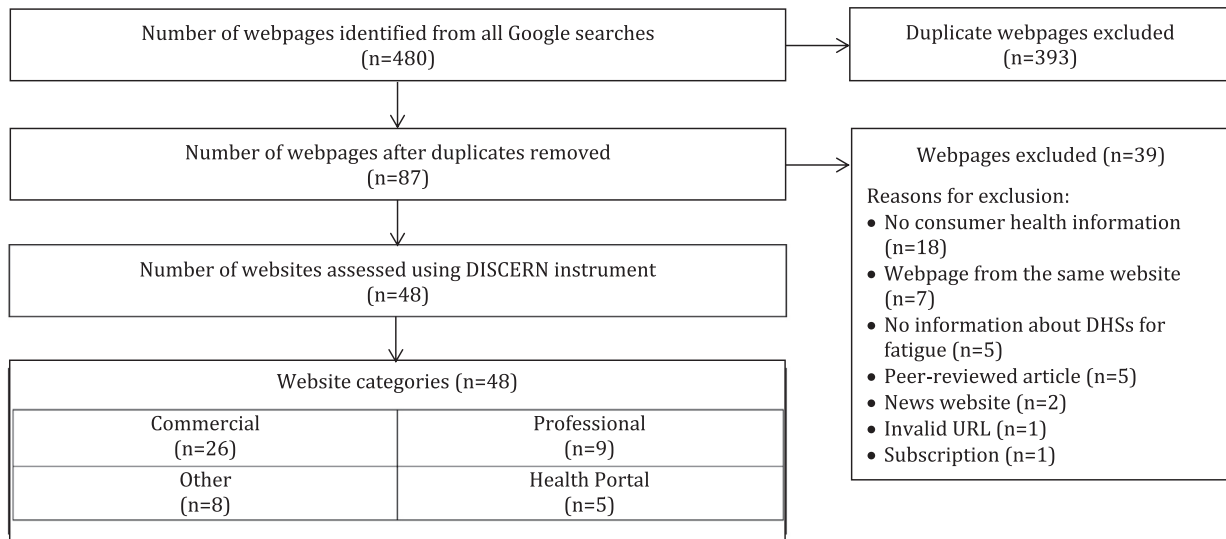 Number of webpages identified from all Google searches
(n=480)
Duplicate webpages excluded
(n=393)
Number of webpages after duplicates removed
(n=87)
Webpages excluded (n=39)
Reasons for exclusion:
• No consumer health information
(n=18)
• Webpage from the same website
(n=7)
• No information about DHSs for
fatigue (n=5)
• Peer-reviewed article (n=5)
• News website (n=2)
• Invalid URL (n=1)
• Subscription (n=1)
Number of websites assessed using DISCERN instrument
(n=48)
Website categories (n=48)
Commercial
(n=26)
Professional
(n=9)
Other
(n=8)
Health Portal
(n=5)